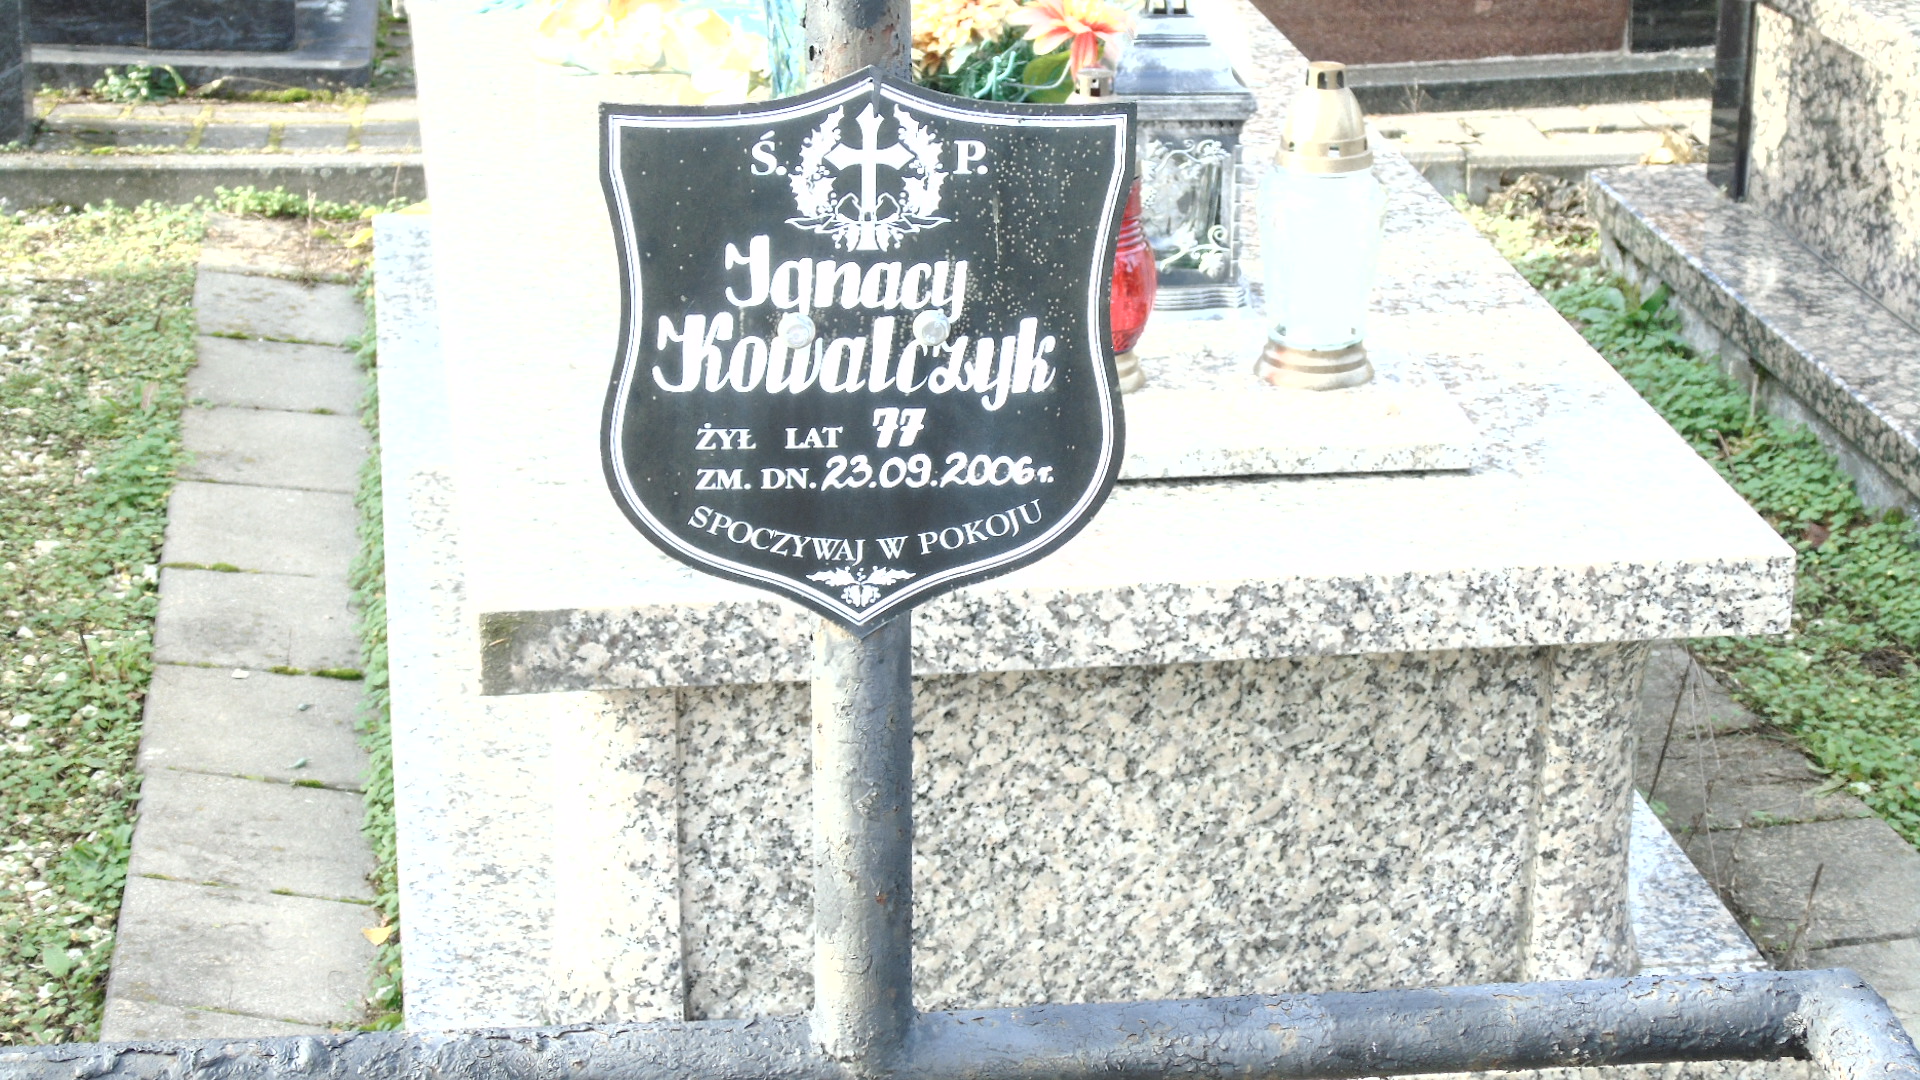 Ś. P.
Ignacy
Kowalczyk
ŻYŁ LAT 77
ZM. DN. 23.09.2006 r.
SPOCZYWAJ W POKOJU